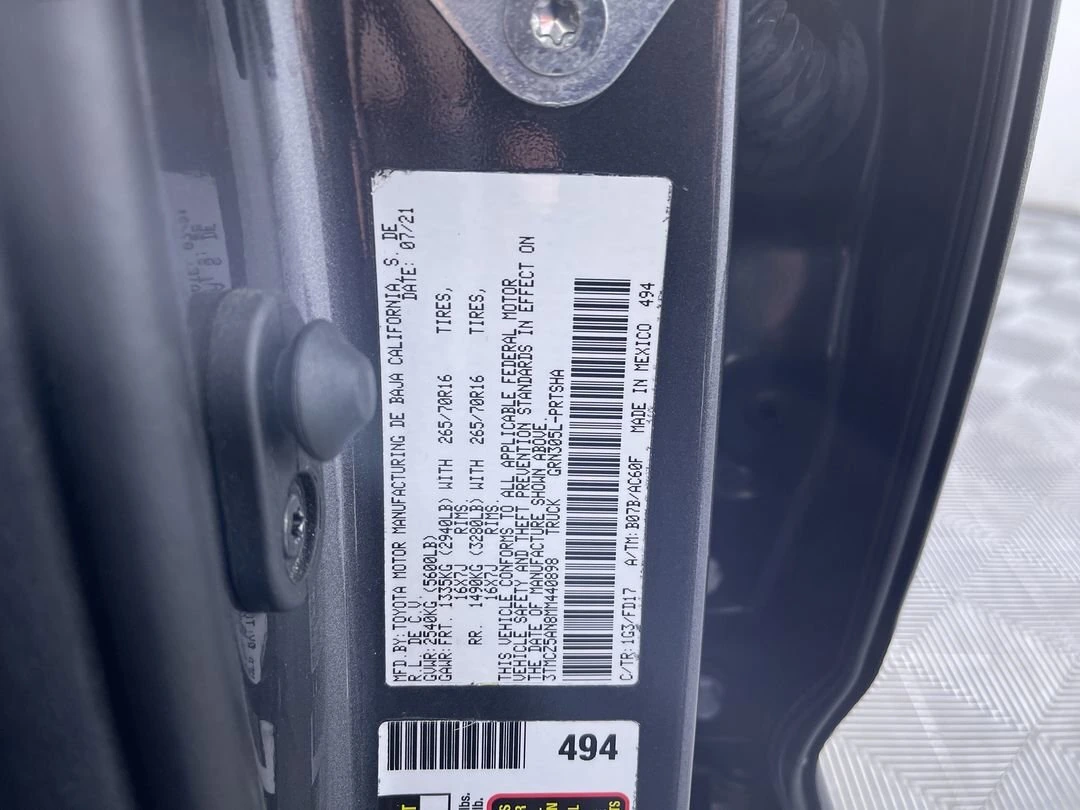 MFD.BY:TOYOTA MOTOR MANUFACTURING DE BAJA CALIFORNIA, S. DE
R.L. DE C.V. DATE: 07/21
GVWR:2540KG (5600LB)
GAWR:FRT. 1335KG (2940LB) WITH 265/70R16 TIRES,
16X7J RIMS
RR. 1490KG (3280LB) WITH 265/70R16 TIRES,
16X7J RIMS
THIS VEHICLE CONFORMS TO ALL APPLICABLE FEDERAL MOTOR
VEHICLE SAFETY AND THEFT PREVENTION STANDARDS IN EFFECT ON
THE DATE OF MANUFACTURE SHOWN ABOVE.
3TMCZ5AN8MM440898 TRUCK GRN305L-PRTSHA
C/TR:1G3/FD17 A/TM:B07B/AC60F MADE IN MEXICO 494
494
lbs.
lb.